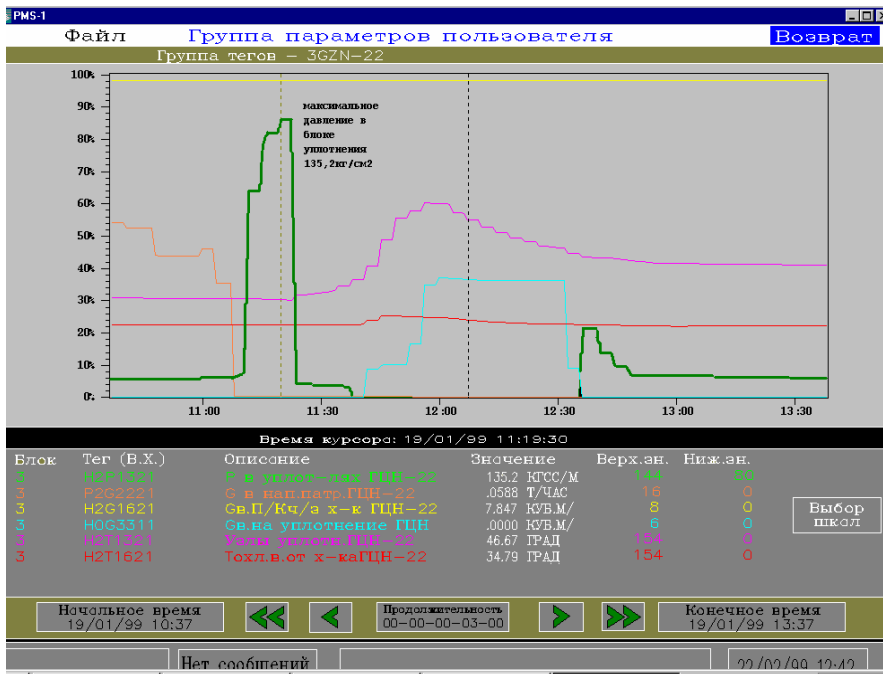 PMS-1
Файл Группа параметров пользователя Возврат
Группа тегов - 3GZN-22
100%
90%
80%
70%
60%
50%
40%
30%
20%
10%
0%
максимальное
давление в
блоке
уплотнения
135,2кг/см2
11:00 11:30 12:00 12:30 13:00 13:30
Время курсора: 19/01/99 11:19:30
Блок Тег (В.Х.) Описание Значение Верх.зн. Ниж.зн.
3 H2P1321 P в уплот-лях ГЦН-22 135.2 КГСС/М 144 80
3 P2G2221 G в нап.патр.ГЦН-22 .0588 Т/ЧАС 16 0
3 H2G1621 Gв.П/Кч/з х-к ГЦН-22 7.847 КУВ.М/ 8 0
3 H0G3311 Gв.на уплотнение ГЦН .0000 КУВ.М/ 6 0
3 H2T1321 Узлы уплотн.ГЦН-22 46.67 ГРАД 154 0
3 H2T1621 Tохл.в.от х-каГЦН-22 34.79 ГРАД 154 0
Выбор
шкал
Начальное время
19/01/99 10:37
Продолжительность
00-00-00-03-00
Конечное время
19/01/99 13:37
Нет сообщений
22/02/99 12:42